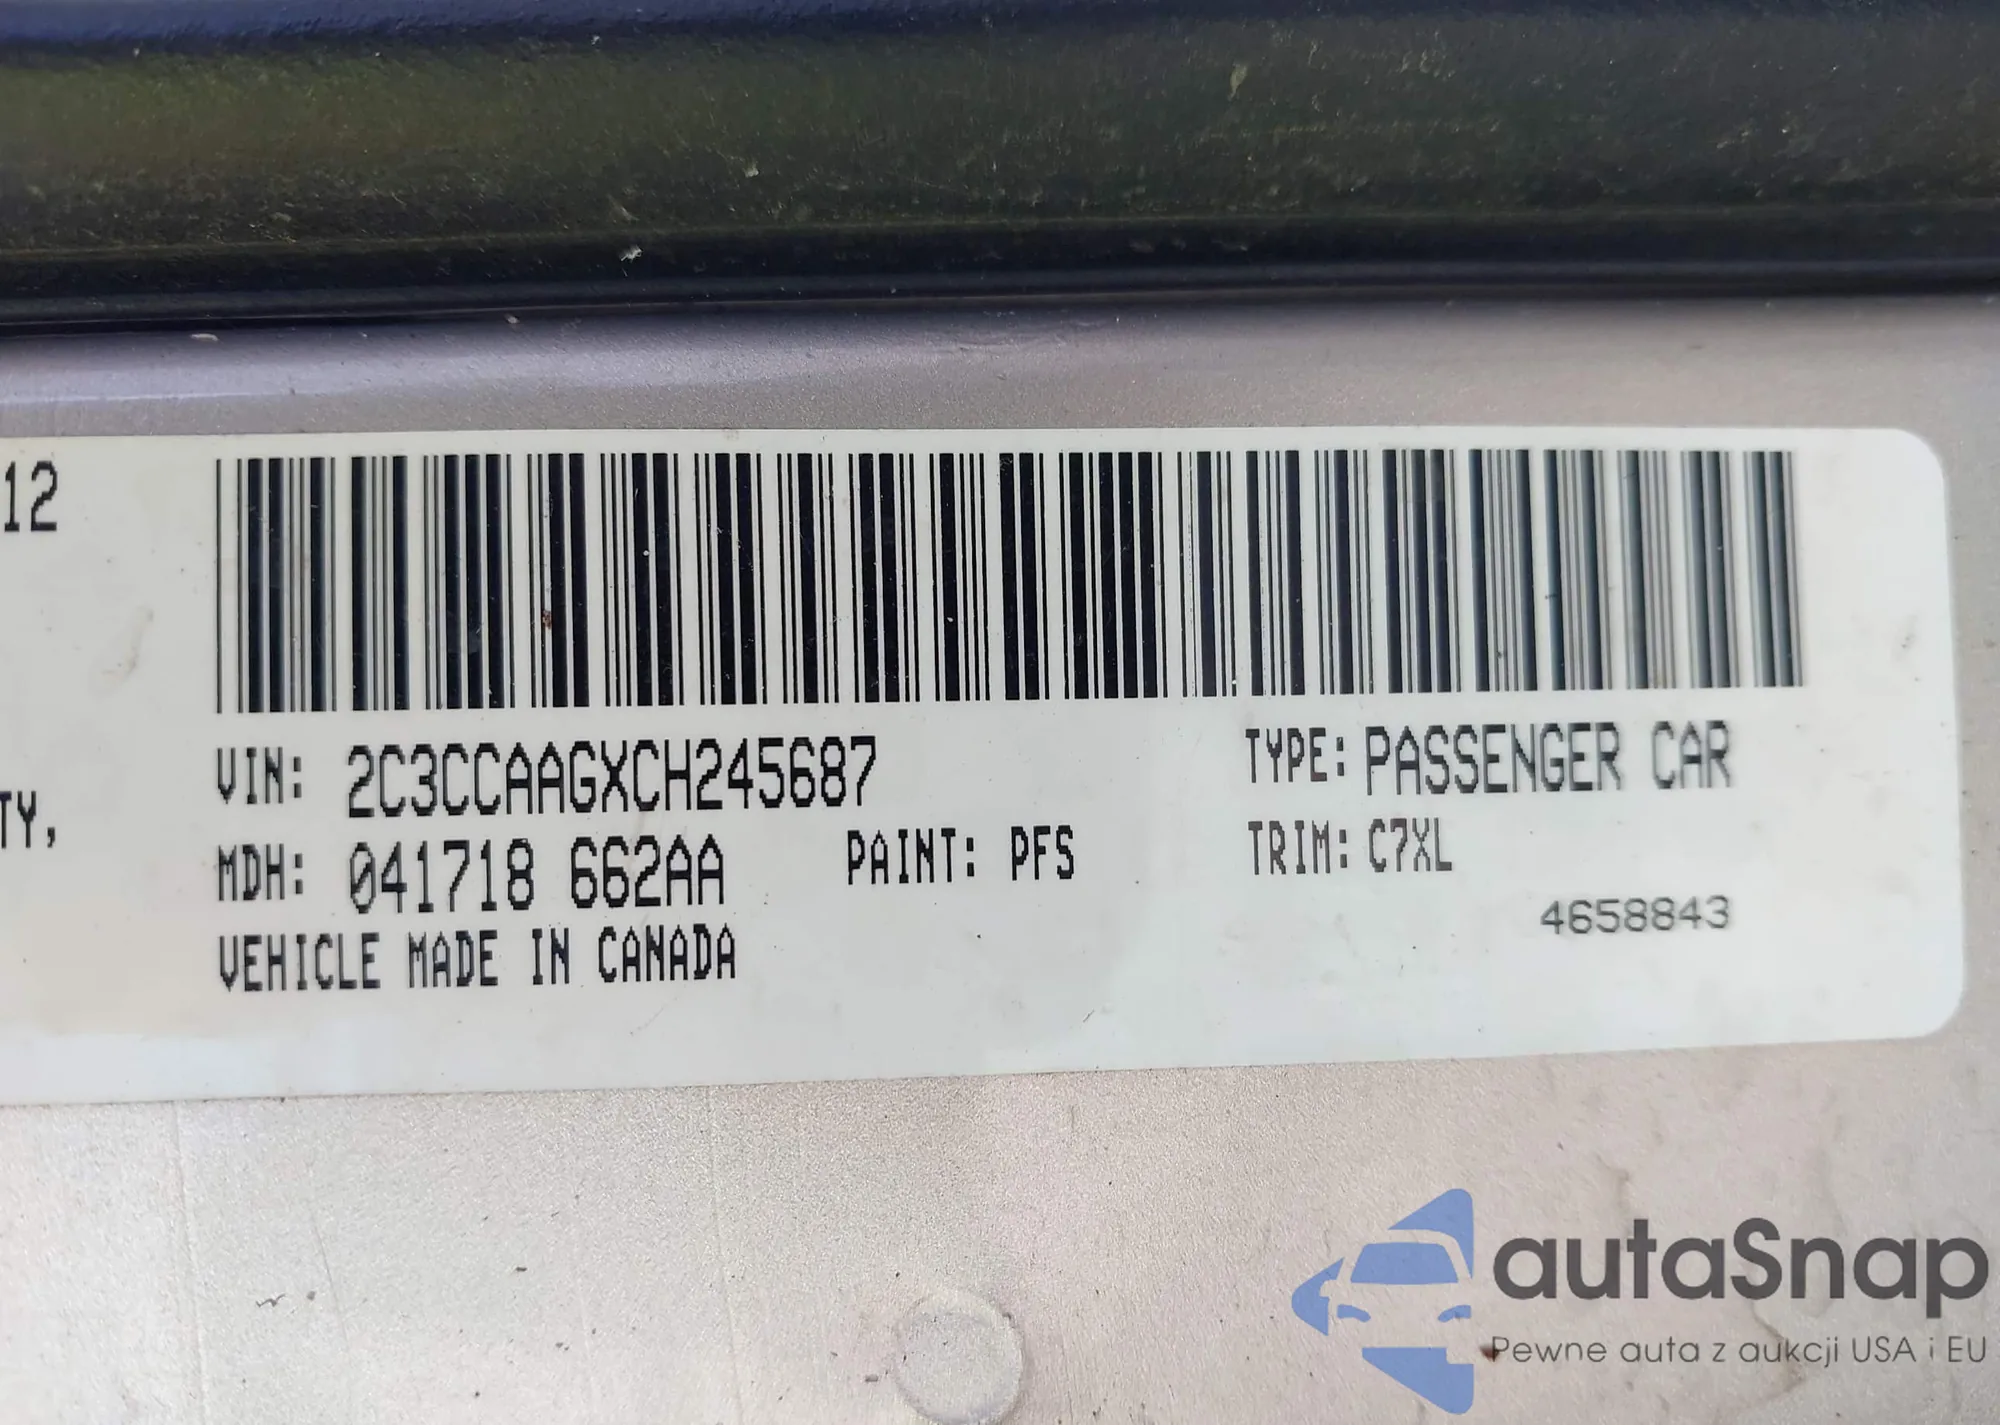 12
TY,
VIN: 2C3CCAAGXCH245687
TYPE: PASSENGER CAR
MDH: 041718 662AA
PAINT: PFS
TRIM: C7XL
4658843
VEHICLE MADE IN CANADA
autaSnap
Pewne auta z aukcji USA i EU